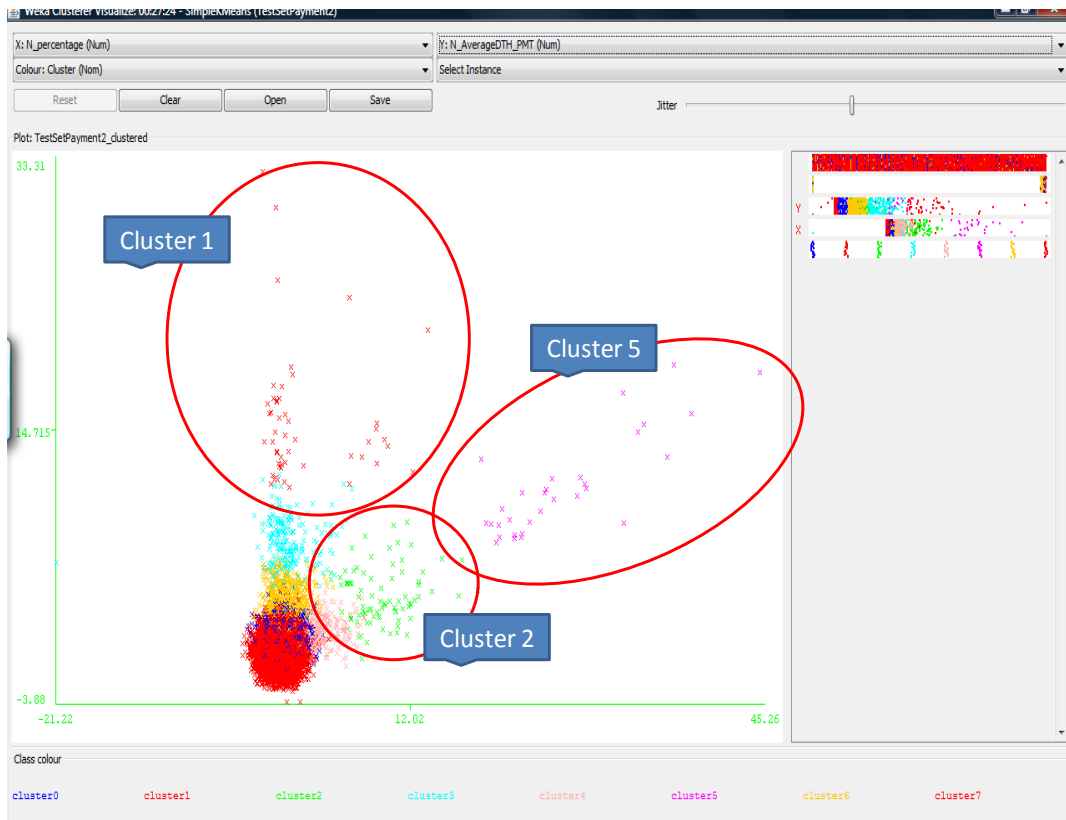 Weka Clusterer Visualize: 00:27:24 - SimpleKMeans (TestSetPayment2)
X: N_percentage (Num)
Y: N_AverageDTH_PMT (Num)
Colour: Cluster (Nom)
Select Instance
Reset
Clear
Open
Save
Jitter
Plot: TestSetPayment2_clustered
33.31
Cluster 1
Y
X
Cluster 5
14.715
Cluster 2
-3.88
-21.22
12.02
45.26
Class colour
cluster0
cluster1
cluster2
cluster3
cluster4
cluster5
cluster6
cluster7